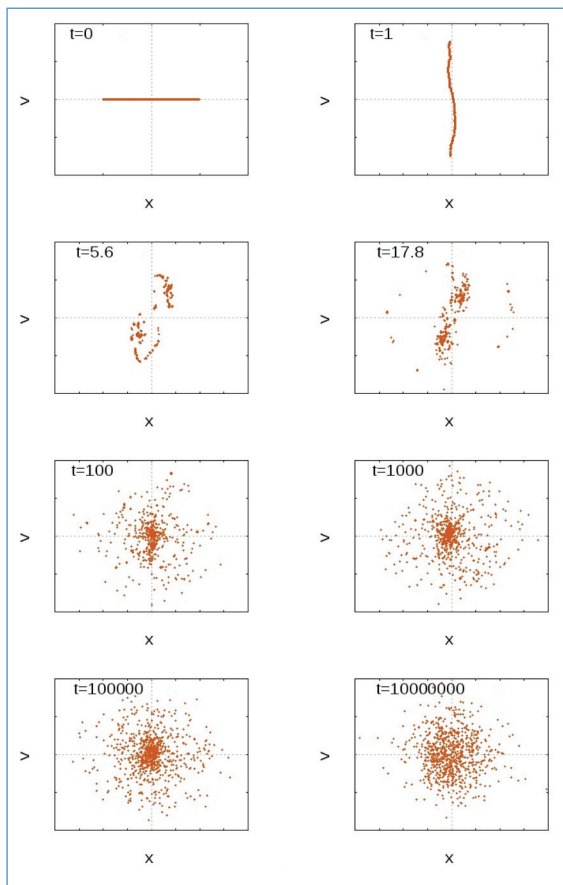 t=0
t=1
>
>
x
x
t=5.6
t=17.8
>
>
x
x
t=100
t=1000
>
>
x
x
t=100000
t=10000000
>
>
x
x